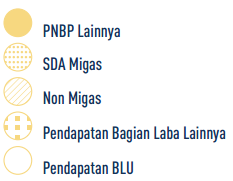 PNBP Lainnya
SDA Migas
Non Migas
Pendapatan Bagian Laba Lainnya
Pendapatan BLU